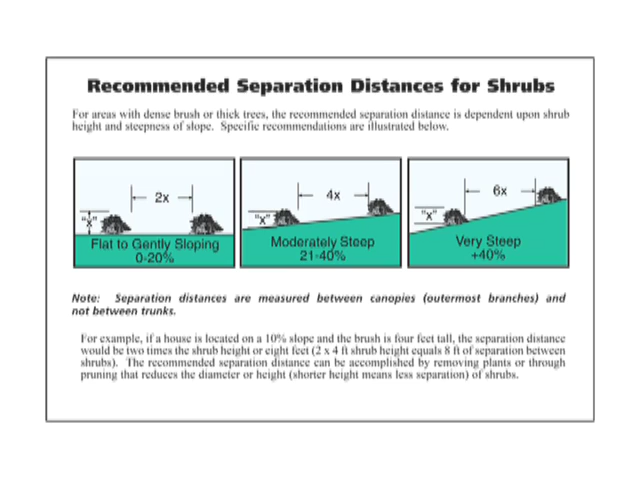 Recommended Separation Distances for Shrubs
For areas with dense brush or thick trees, the recommended separation distance is dependent upon shrub
height and steepness of slope.  Specific recommendations are illustrated below.
2x
"x"
Flat to Gently Sloping
0-20%
4x
"x"
Moderately Steep
21-40%
6x
"x"
Very Steep
+40%
Note:  Separation distances are measured between canopies (outermost branches) and
not between trunks.
For example, if a house is located on a 10% slope and the brush is four feet tall, the separation distance
would be two times the shrub height or eight feet (2 x 4 ft shrub height equals 8 ft of separation between
shrubs).  The recommended separation distance can be accomplished by removing plants or through
pruning that reduces the diameter or height (shorter height means less separation) of shrubs.